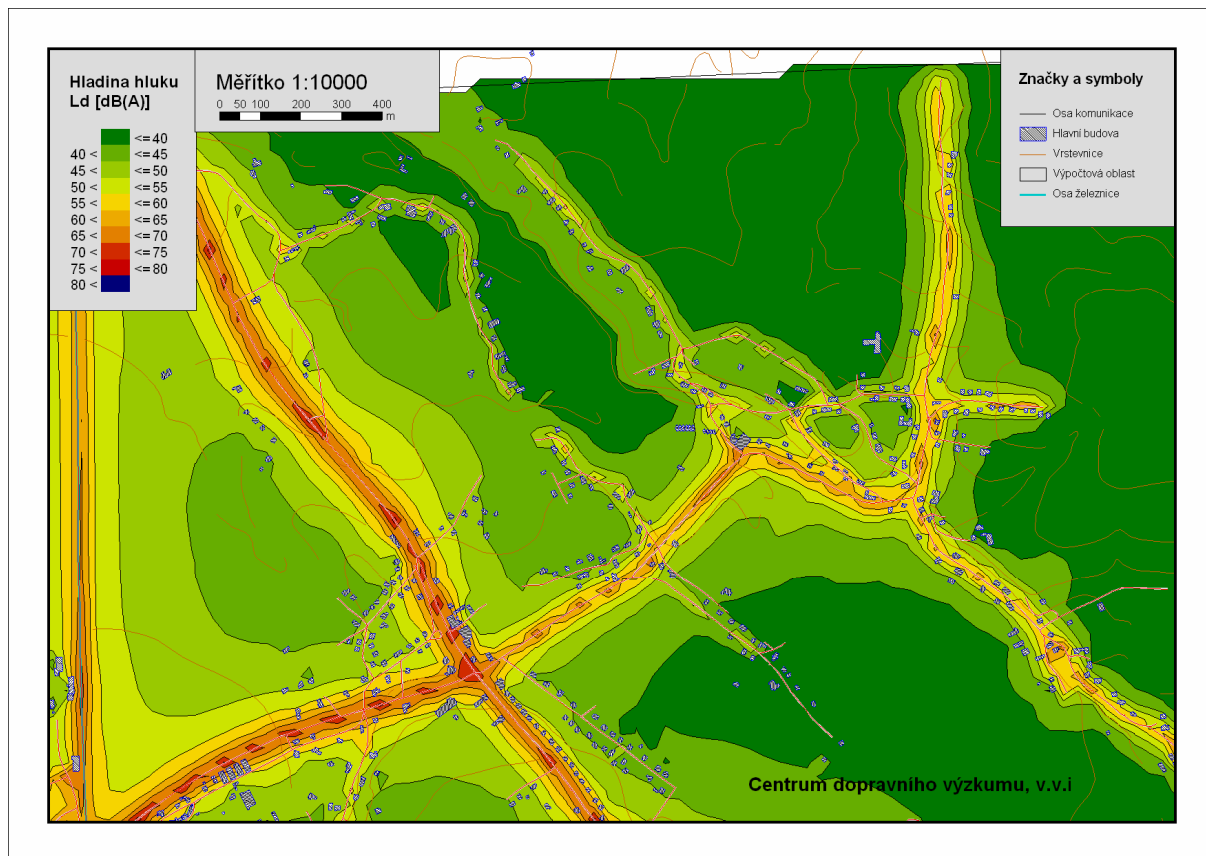 Hladina hluku
Ld [dB(A)]
<= 40
40 < <= 45
45 < <= 50
50 < <= 55
55 < <= 60
60 < <= 65
65 < <= 70
70 < <= 75
75 < <= 80
80 <
Měřítko 1:10000
0 50 100 200 300 400
m
Značky a symboly
Osa komunikace
Hlavní budova
Vrstevnice
Výpočtová oblast
Osa železnice
Centrum dopravního výzkumu, v.v.i